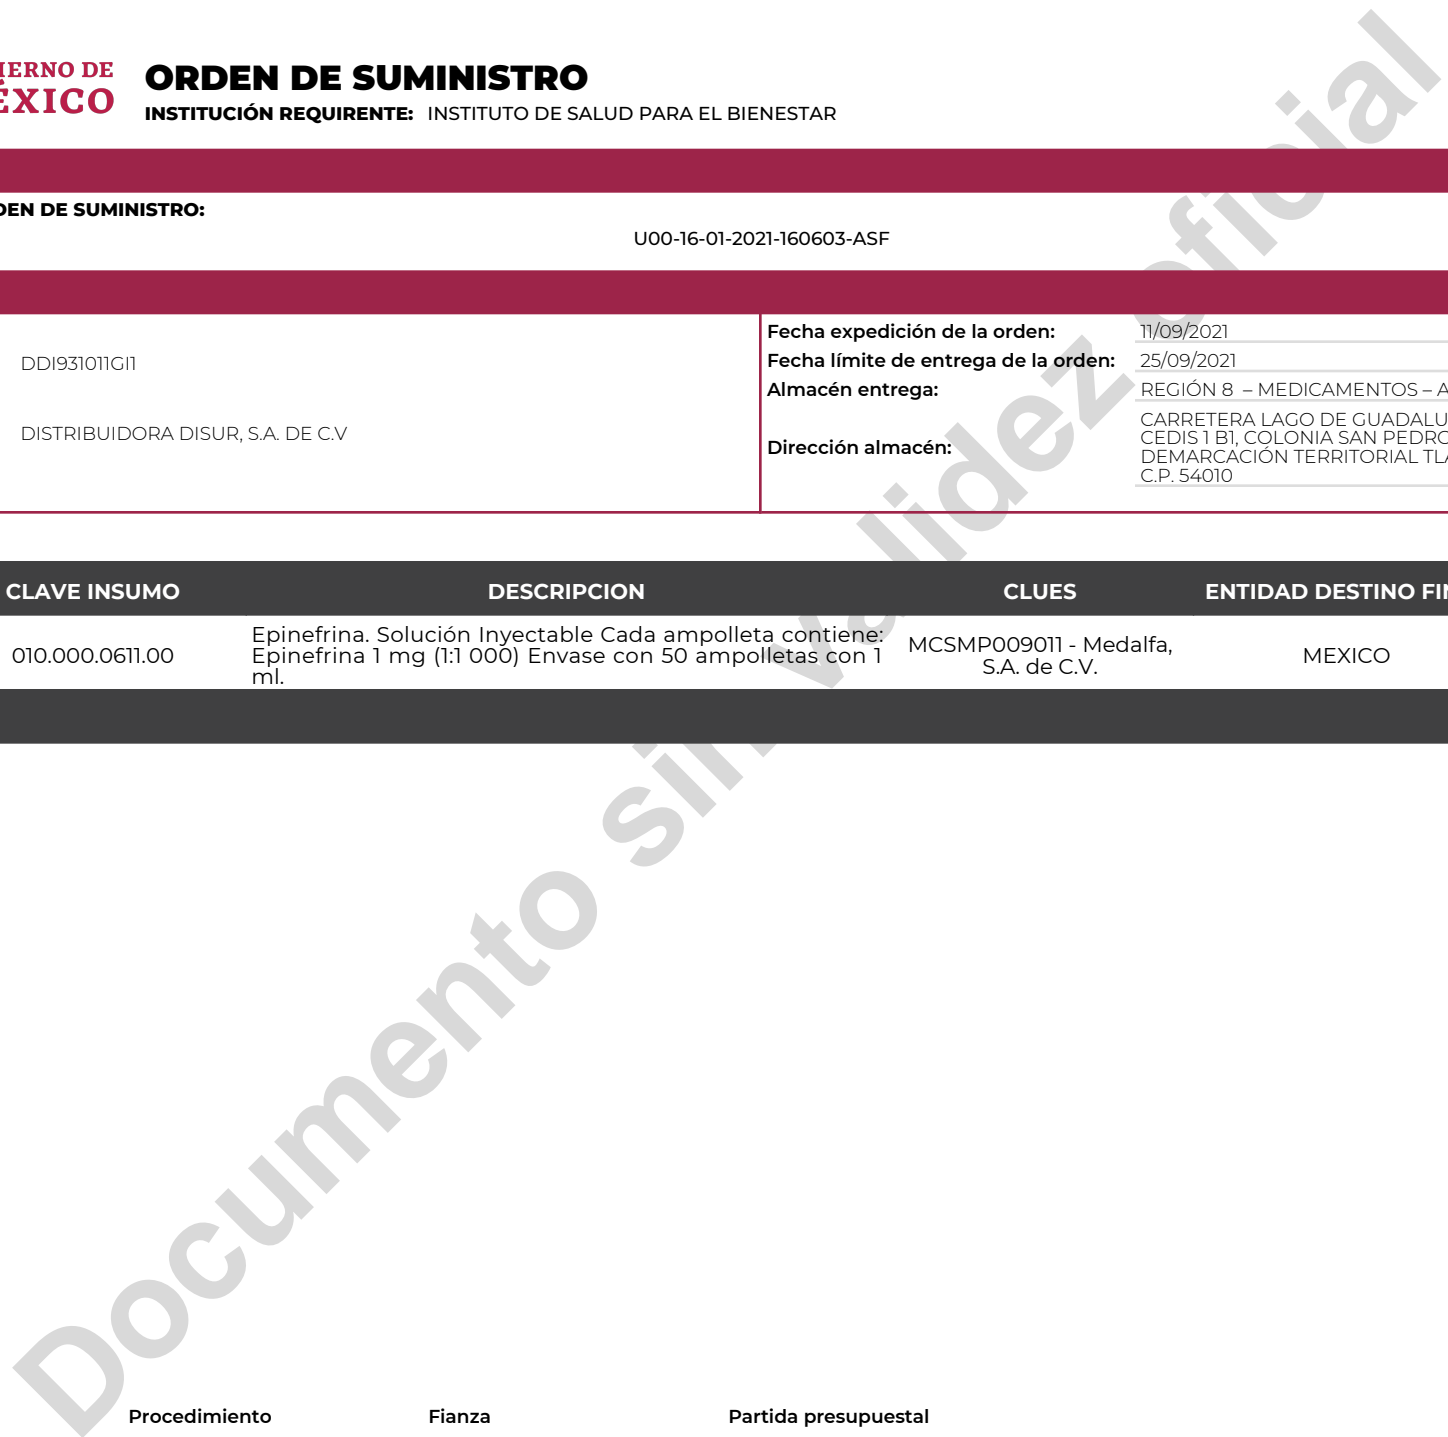 IERNO DE
ÉXICO
ORDEN DE SUMINISTRO
INSTITUCIÓN REQUIRENTE: INSTITUTO DE SALUD PARA EL BIENESTAR
DEN DE SUMINISTRO:
U00-16-01-2021-160603-ASF
DDI931011GI1
DISTRIBUIDORA DISUR, S.A. DE C.V
Fecha expedición de la orden: 11/09/2021
Fecha límite de entrega de la orden: 25/09/2021
Almacén entrega: REGIÓN 8 – MEDICAMENTOS – A
Dirección almacén:
CARRETERA LAGO DE GUADALU
CEDIS 1 B1, COLONIA SAN PEDRO
DEMARCACIÓN TERRITORIAL TLA
C.P. 54010
CLAVE INSUMO DESCRIPCION CLUES ENTIDAD DESTINO FIN
010.000.0611.00
Epinefrina. Solución Inyectable Cada ampolleta contiene:
Epinefrina 1 mg (1:1 000) Envase con 50 ampolletas con 1
ml.
MCSMP009011 - Medalfa,
S.A. de C.V.
MEXICO
Documento sin validez oficial
Procedimiento Fianza Partida presupuestal